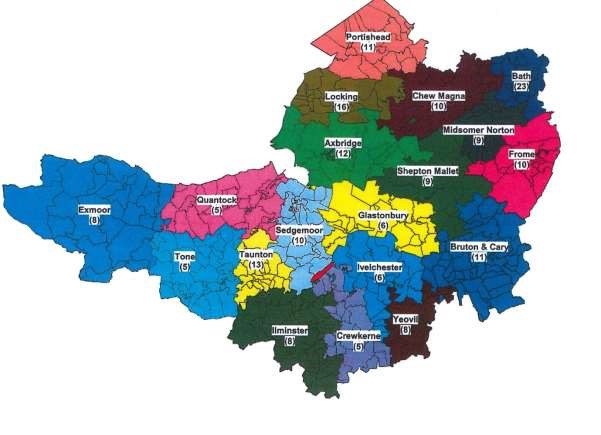 Portishead
(11)
Locking
(16)
Chew Magna
(10)
Bath
(23)
Midsomer Norton
(9)
Axbridge
(12)
Frome
(10)
Shepton Mallet
(9)
Quantock
(5)
Exmoor
(8)
Glastonbury
(6)
Sedgemoor
(10)
Bruton & Cary
(11)
Tone
(5)
Taunton
(13)
Ivelchester
(6)
Yeovil
(8)
Ilminster
(8)
Crewkerne
(5)